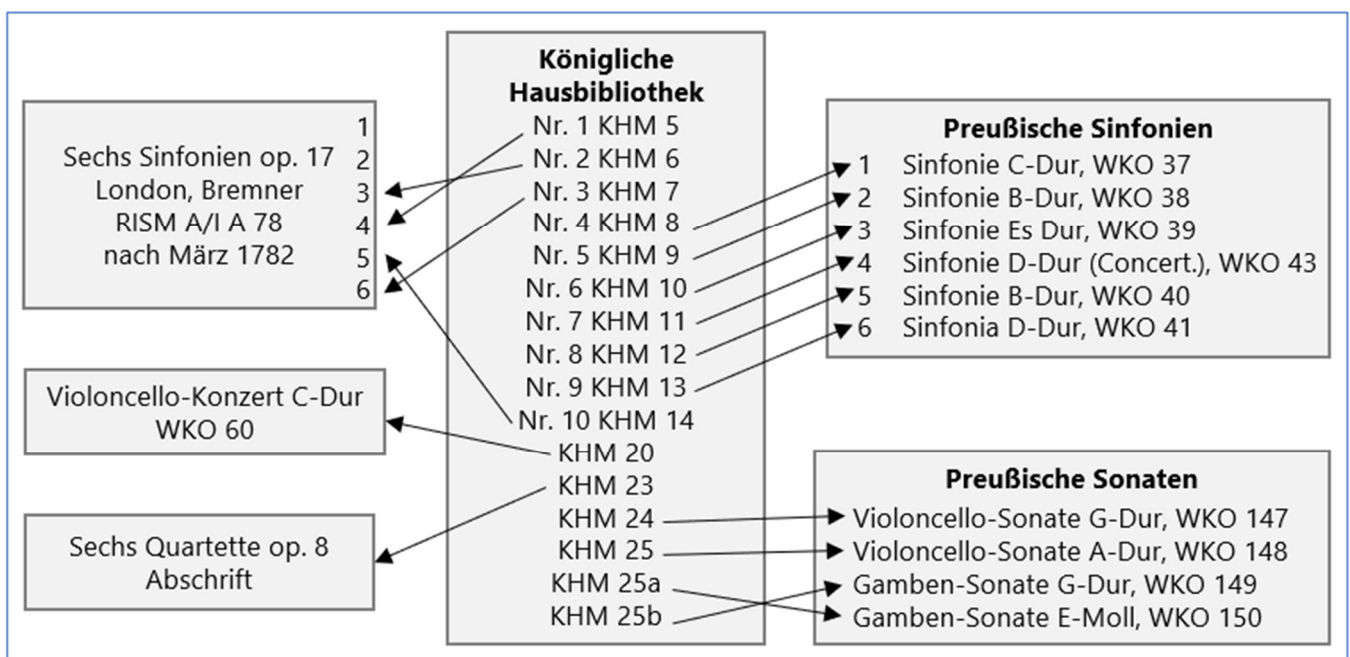 1
Sechs Sinfonien op. 17 2
London, Bremner 3
RISM A/I A 78 4
nach März 1782 5
6
Violoncello-Konzert C-Dur
WKO 60
Sechs Quartette op. 8
Abschrift
Königliche
Hausbibliothek
Nr. 1 KHM 5
Nr. 2 KHM 6
Nr. 3 KHM 7
Nr. 4 KHM 8
Nr. 5 KHM 9
Nr. 6 KHM 10
Nr. 7 KHM 11
Nr. 8 KHM 12
Nr. 9 KHM 13
Nr. 10 KHM 14
KHM 20
KHM 23
KHM 24
KHM 25
KHM 25a
KHM 25b
Preußische Sinfonien
1 Sinfonie C-Dur, WKO 37
2 Sinfonie B-Dur, WKO 38
3 Sinfonie Es Dur, WKO 39
4 Sinfonie D-Dur (Concert.), WKO 43
5 Sinfonie B-Dur, WKO 40
6 Sinfonia D-Dur, WKO 41
Preußische Sonaten
Violoncello-Sonate G-Dur, WKO 147
Violoncello-Sonate A-Dur, WKO 148
Gamben-Sonate G-Dur, WKO 149
Gamben-Sonate E-Moll, WKO 150